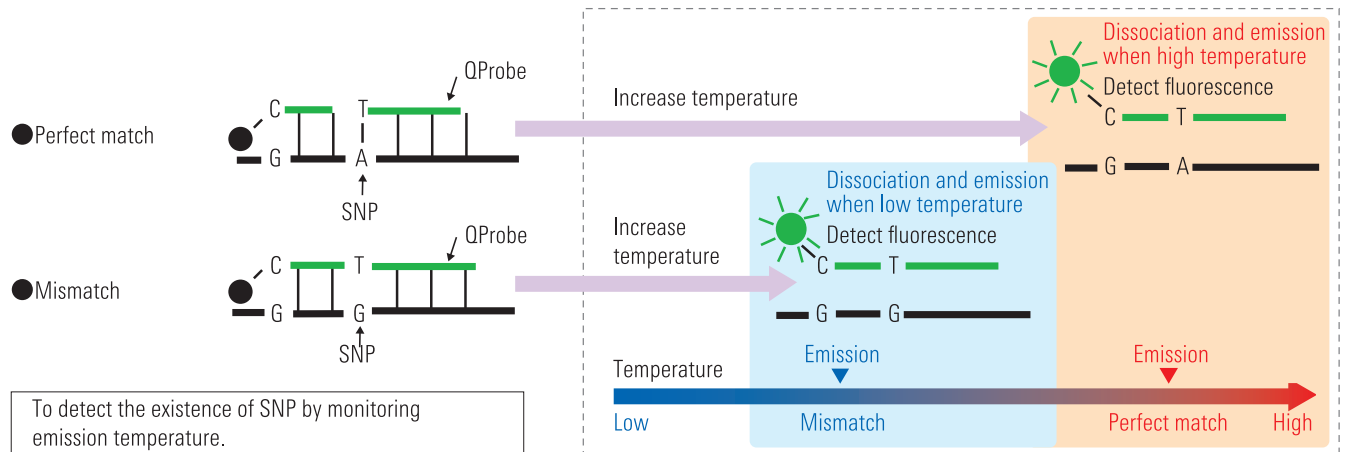 QProbe
C T
●Perfect match
G A
SNP
QProbe
C T
●Mismatch
G G
SNP
To detect the existence of SNP by monitoring
emission temperature.
Increase temperature
Dissociation and emission
when high temperature
Detect fluorescence
C T
G A
Increase
temperature
Dissociation and emission
when low temperature
Detect fluorescence
C T
G G
Temperature
Emission
Emission
Low
Mismatch
Perfect match
High